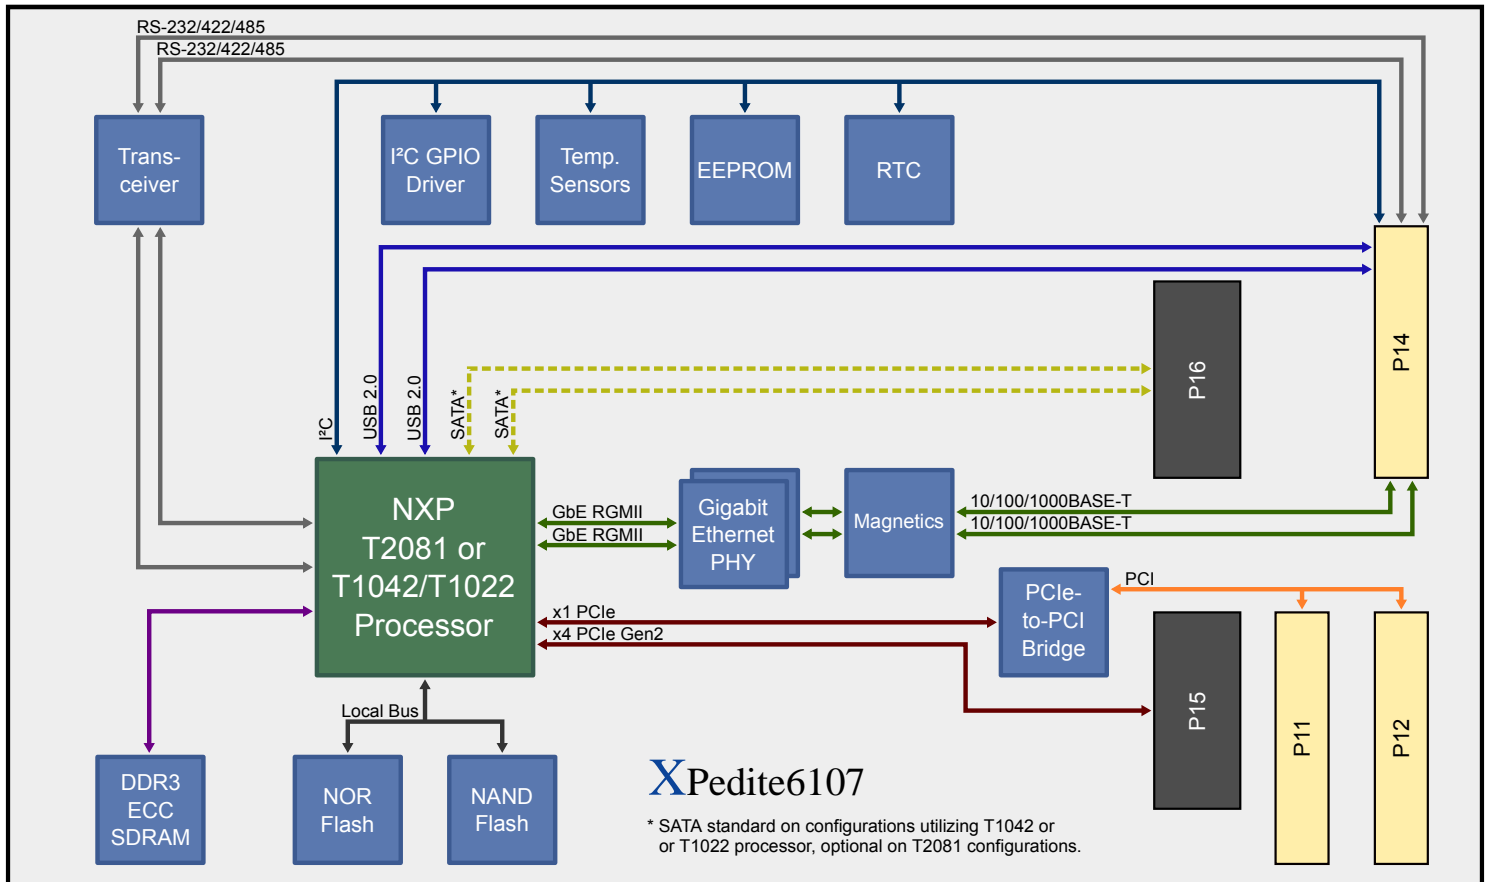 RS-232/422/485
RS-232/422/485
Trans-
ceiver
I²C GPIO
Driver
Temp.
Sensors
EEPROM
RTC
I²C
USB 2.0
USB 2.0
SATA*
SATA*
P16
P14
NXP
T2081 or
T1042/T1022
Processor
GbE RGMII
GbE RGMII
Gigabit
Ethernet
PHY
Magnetics
10/100/1000BASE-T
10/100/1000BASE-T
x1 PCIe
x4 PCIe Gen2
PCIe-
to-PCI
Bridge
PCI
P15
P11
P12
Local Bus
DDR3
ECC
SDRAM
NOR
Flash
NAND
Flash
XPedite6107
* SATA standard on configurations utilizing T1042 or
or T1022 processor, optional on T2081 configurations.